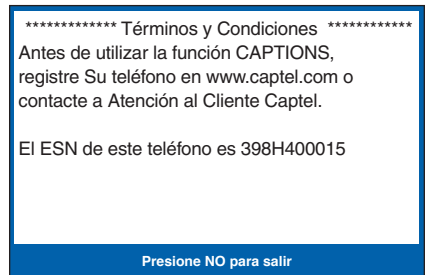 ************* Términos y Condiciones ************
Antes de utilizar la función CAPTIONS,
registre Su teléfono en www.captel.com o
contacte a Atención al Cliente Captel.
El ESN de este teléfono es 398H400015
Presione NO para salir